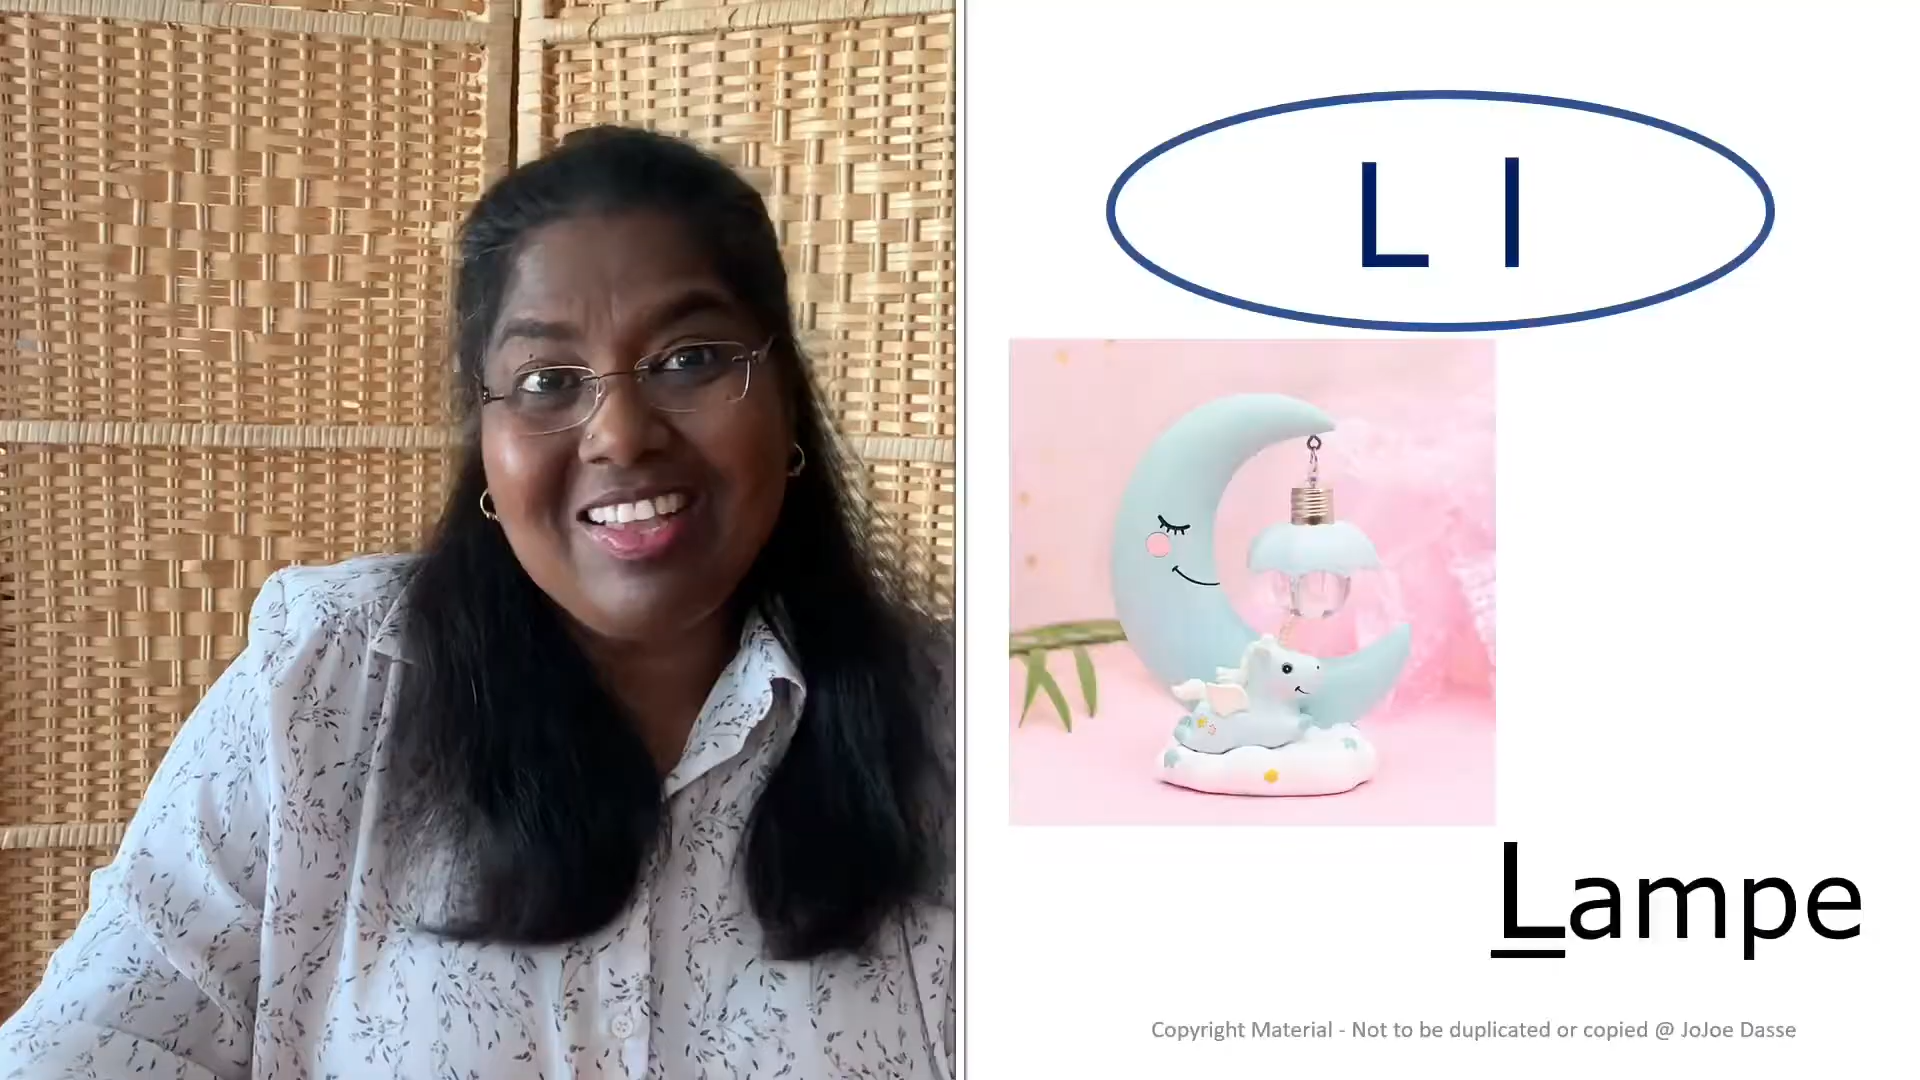 L l
Lampe
Copyright Material - Not to be duplicated or copied @ JoJoe Dasse